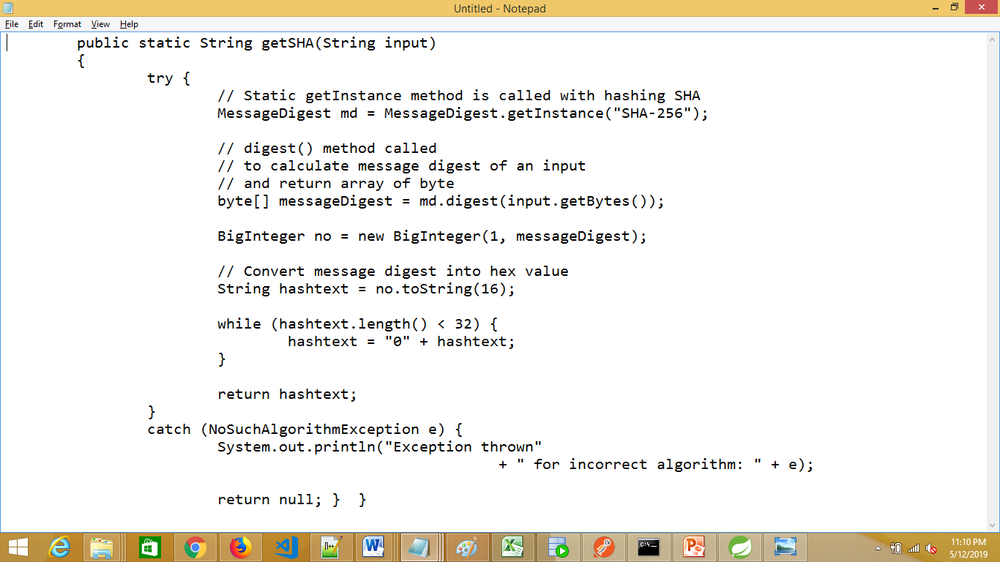 Untitled - Notepad
File Edit Format View Help
public static String getSHA(String input)
{
try {
// Static getInstance method is called with hashing SHA
MessageDigest md = MessageDigest.getInstance("SHA-256");
// digest() method called
// to calculate message digest of an input
// and return array of byte
byte[] messageDigest = md.digest(input.getBytes());
BigInteger no = new BigInteger(1, messageDigest);
// Convert message digest into hex value
String hashtext = no.toString(16);
while (hashtext.length() < 32) {
hashtext = "0" + hashtext;
}
return hashtext;
}
catch (NoSuchAlgorithmException e) {
System.out.println("Exception thrown"
+ " for incorrect algorithm: " + e);
return null; }  }
11:10 PM
5/12/2019